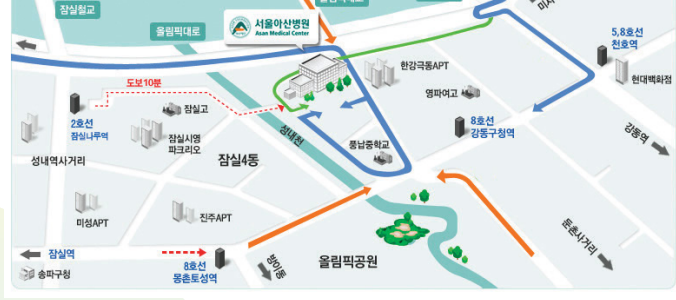 잠실철교
올림픽대로
서울아산병원
Asan Medical Center
5,8호선
천호역
현대백화점
한강극동APT
영파여고
도보10분
잠실고
2호선
잠실나루역
잠실시영
파크리오
성내천
풍납중학교
8호선
강동구청역
강동역
성내역사거리
잠실4동
미성APT
진주APT
잠실역
8호선
몽촌토성역
방이동
올림픽공원
둔촌사거리
송파구청